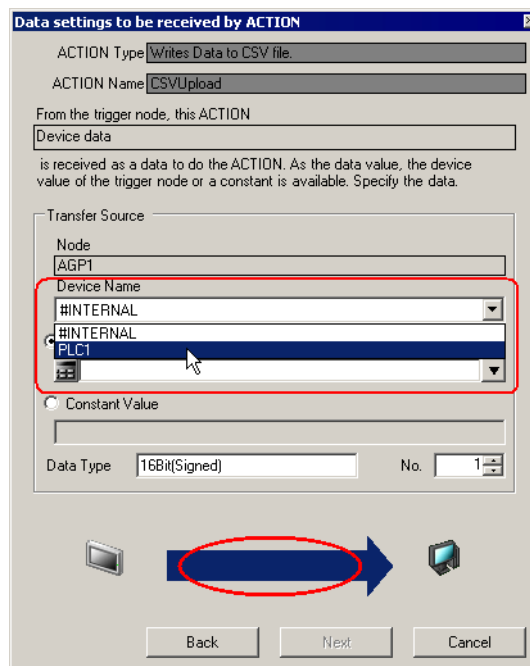 Data settings to be received by ACTION
ACTION Type Writes Data to CSV file.
ACTION Name CSVUpload
From the trigger node, this ACTION
Device data
is received as a data to do the ACTION. As the data value, the device
value of the trigger node or a constant is available. Specify the data.
Transfer Source
Node
AGP1
Device Name
#INTERNAL
#INTERNAL
PLC1
Constant Value
Data Type 16Bit(Signed) No. 1
Back Next Cancel